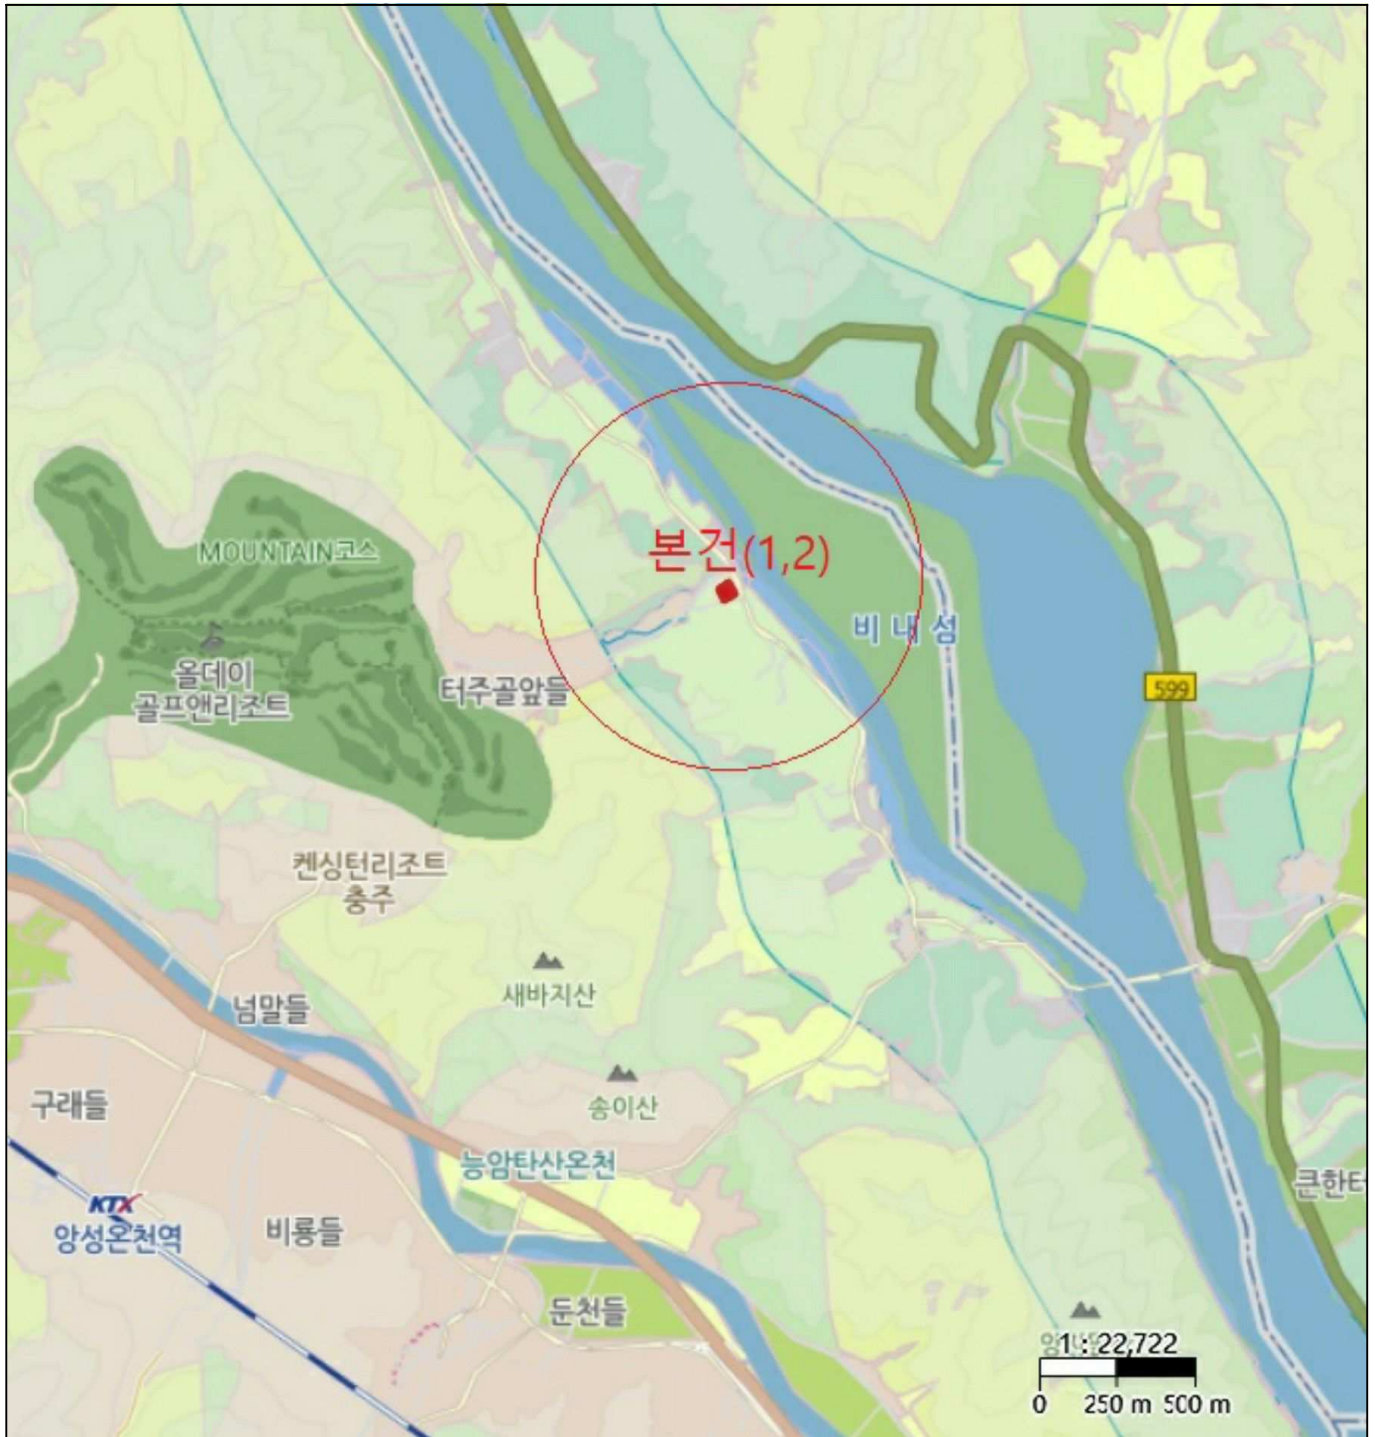 본건(1,2)
MOUNTAIN코스
비내섬
올데이
골프앤리조트
터주골앞들
599
켄싱턴리조트
충주
새바지산
넘말들
송이산
구래들
능암탄산온천
큰한터
KTX
앙성온천역
비룡들
둔천들
1 : 22,722
0 250 m 500 m